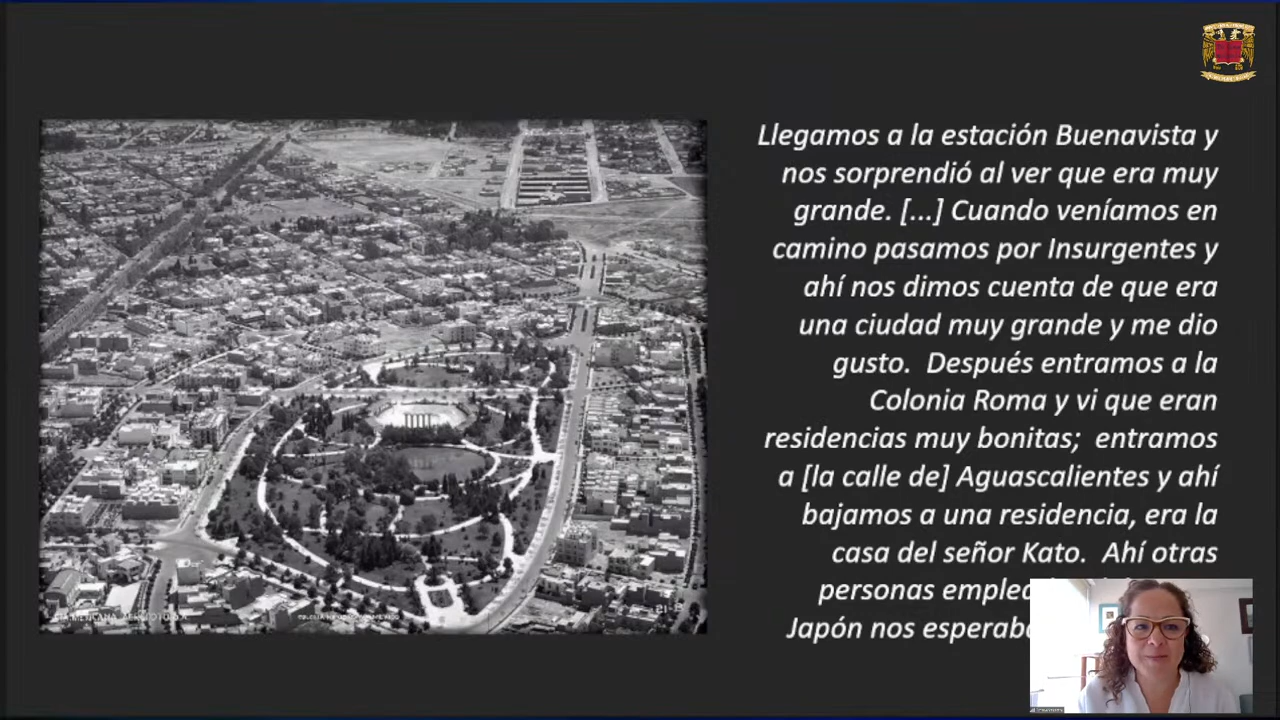 Llegamos a la estación Buenavista y
nos sorprendió al ver que era muy
grande. [...] Cuando veníamos en
camino pasamos por Insurgentes y
ahí nos dimos cuenta de que era
una ciudad muy grande y me dio
gusto.  Después entramos a la
Colonia Roma y vi que eran
residencias muy bonitas;  entramos
a [la calle de] Aguascalientes y ahí
bajamos a una residencia, era la
casa del señor Kato.  Ahí otras
personas
Japón nos